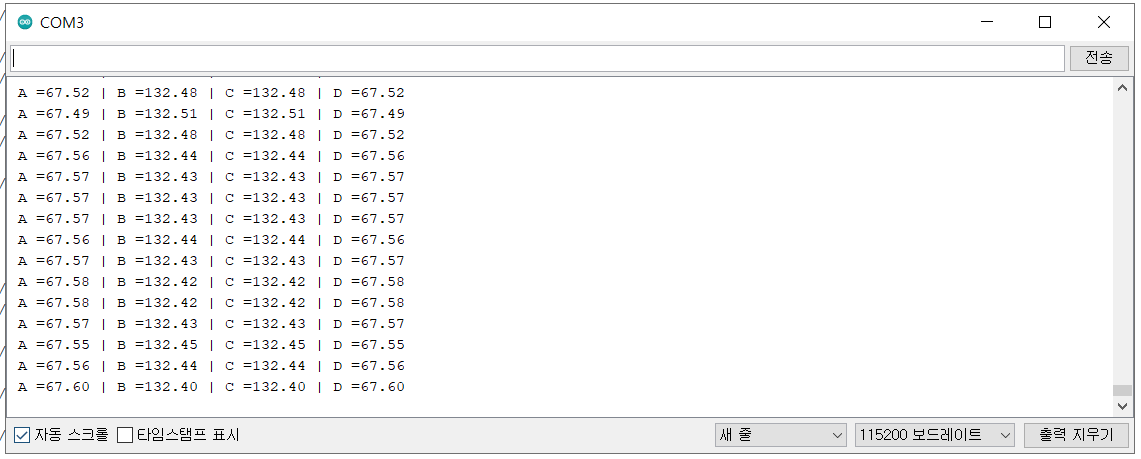 COM3
전송
A =67.52 | B =132.48 | C =132.48 | D =67.52
A =67.49 | B =132.51 | C =132.51 | D =67.49
A =67.52 | B =132.48 | C =132.48 | D =67.52
A =67.56 | B =132.44 | C =132.44 | D =67.56
A =67.57 | B =132.43 | C =132.43 | D =67.57
A =67.57 | B =132.43 | C =132.43 | D =67.57
A =67.57 | B =132.43 | C =132.43 | D =67.57
A =67.56 | B =132.44 | C =132.44 | D =67.56
A =67.57 | B =132.43 | C =132.43 | D =67.57
A =67.58 | B =132.42 | C =132.42 | D =67.58
A =67.58 | B =132.42 | C =132.42 | D =67.58
A =67.57 | B =132.43 | C =132.43 | D =67.57
A =67.55 | B =132.45 | C =132.45 | D =67.55
A =67.56 | B =132.44 | C =132.44 | D =67.56
A =67.60 | B =132.40 | C =132.40 | D =67.60
자동 스크롤 타임스탬프 표시 새 줄 115200 보드레이트 출력 지우기